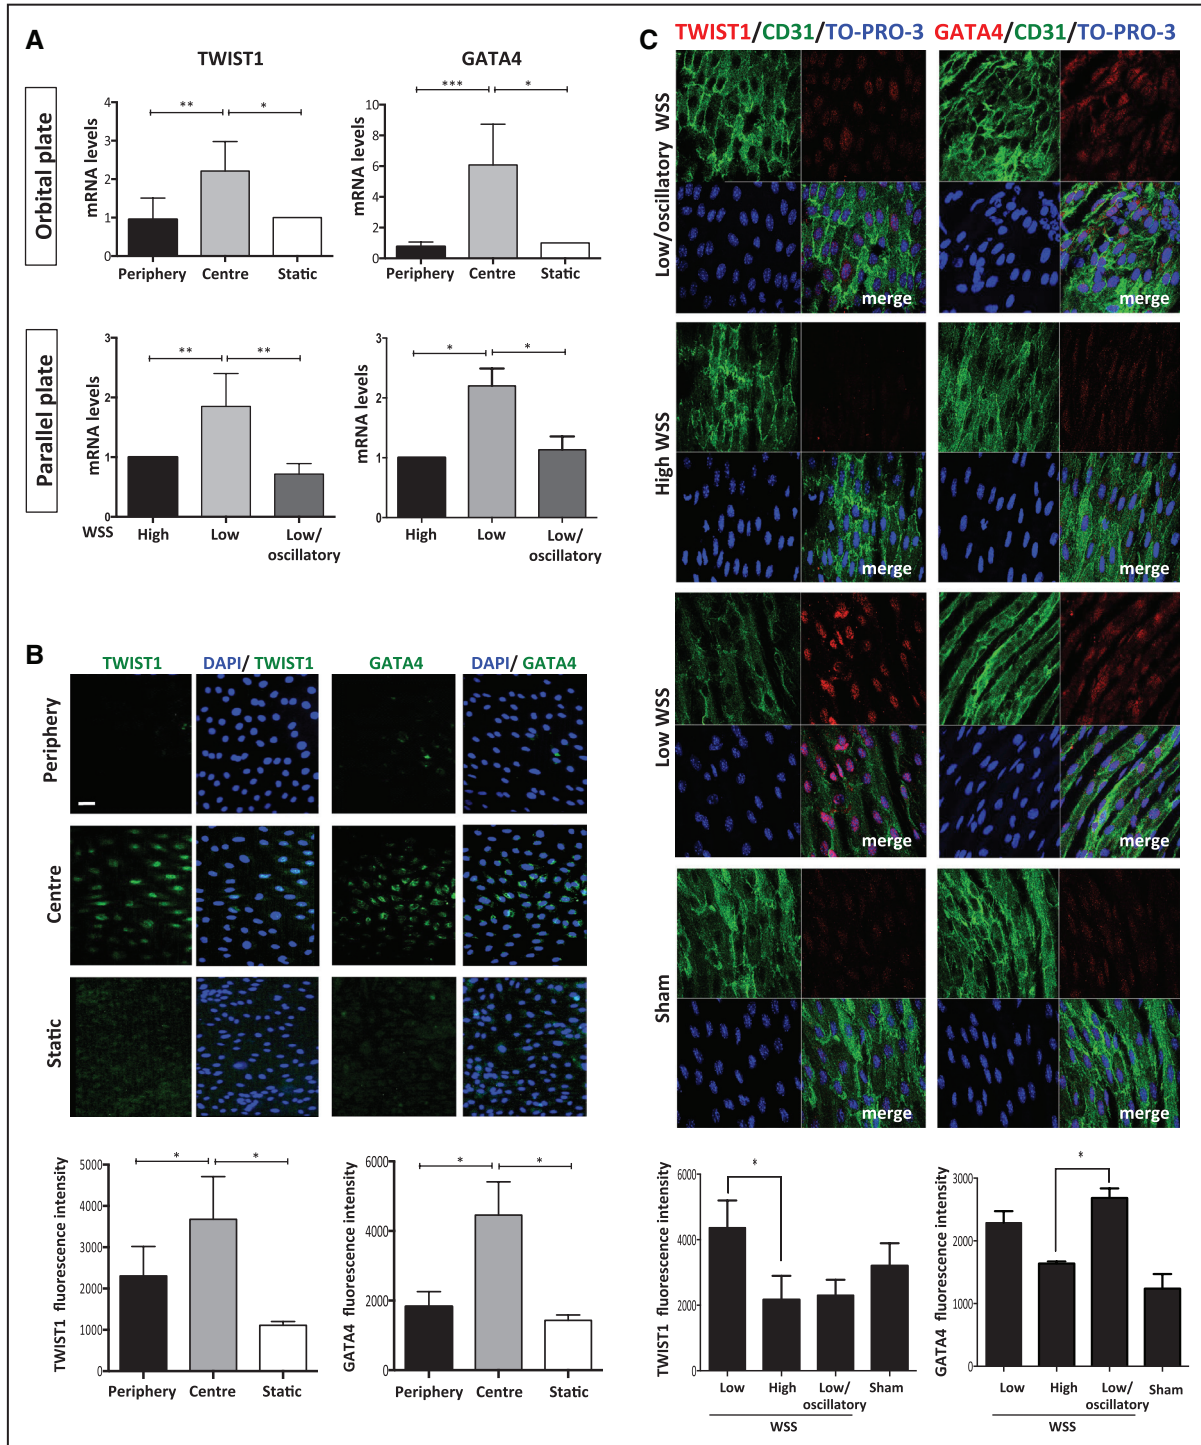 A
TWIST1
GATA4
Orbital plate
mRNA levels
4
3
2
1
0
** *
Periphery Centre Static
mRNA levels
10
8
6
4
2
0
*** *
Periphery Centre Static
Parallel plate
mRNA levels
3
2
1
0
** **
WSS High Low Low/
oscillatory
mRNA levels
3
2
1
0
* *
High Low Low/
oscillatory
B
TWIST1 DAPI/ TWIST1 GATA4 DAPI/ GATA4
Periphery
Centre
Static
TWIST1 fluorescence intensity
5000
4000
3000
2000
1000
0
* *
Periphery Centre Static
GATA4 fluorescence intensity
6000
4000
2000
0
* *
Periphery Centre Static
C
TWIST1/CD31/TO-PRO-3 GATA4/CD31/TO-PRO-3
Low/oscillatory WSS
merge merge
High WSS
merge merge
Low WSS
merge merge
Sham
merge merge
TWIST1 fluorescence intensity
6000
4000
2000
0
*
Low High Low/ Sham
oscillatory
WSS
GATA4 fluorescence intensity
3000
2000
1000
0
*
Low High Low/ Sham
oscillatory
WSS